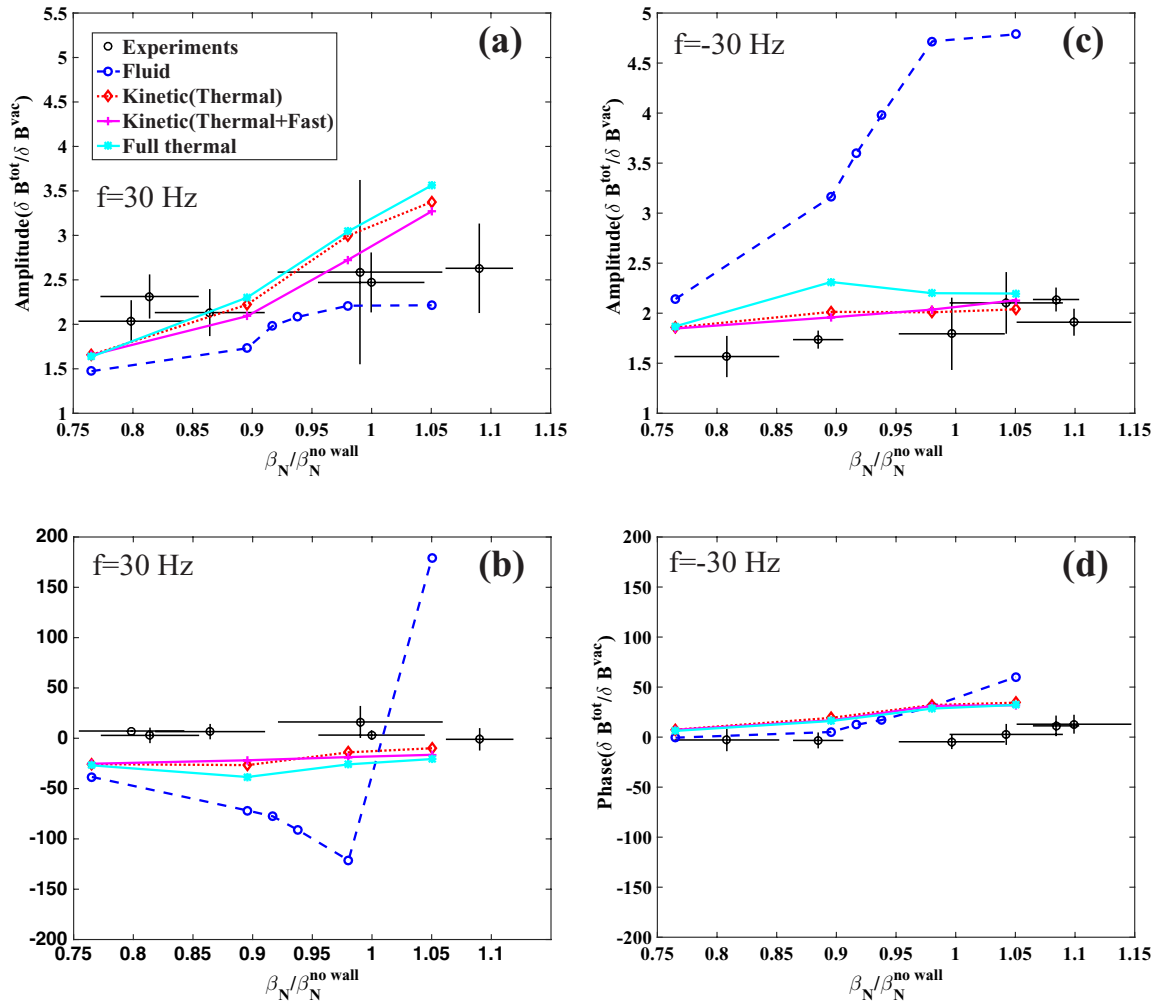 (a)
5.5
5
4.5
4
3.5
3
2.5
2
1.5
1
Amplitude(δ B^tot/δ B^vac)
Experiments
Fluid
Kinetic(Thermal)
Kinetic(Thermal+Fast)
Full thermal
f=30 Hz
0.75 0.8 0.85 0.9 0.95 1 1.05 1.1 1.15
β_N/β_N^no wall
(c)
f=-30 Hz
5
4.5
4
3.5
3
2.5
2
1.5
1
Amplitude(δ B^tot/δ B^vac)
0.75 0.8 0.85 0.9 0.95 1 1.05 1.1 1.15
β_N/β_N^no wall
(b)
f=30 Hz
200
150
100
50
0
-50
-100
-150
-200
0.75 0.8 0.85 0.9 0.95 1 1.05 1.1
β_N/β_N^no wall
(d)
f=-30 Hz
200
150
100
50
0
-50
-100
-150
-200
Phase(δ B^tot/δ B^vac)
0.75 0.8 0.85 0.9 0.95 1 1.05 1.1 1.15
β_N/β_N^no wall